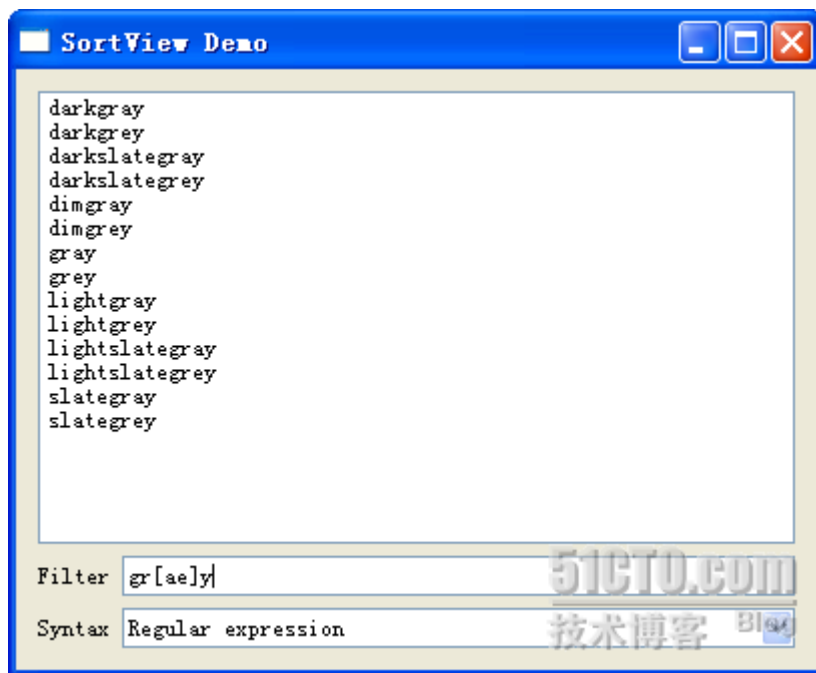 SortView Demo
darkgray
darkgrey
darkslategray
darkslategrey
dimgray
dimgrey
gray
grey
lightgray
lightgrey
lightslategray
lightslategrey
slategray
slategrey
Filter gr[ae]y
Syntax Regular expression
51CTO.com
技术博客 Blog